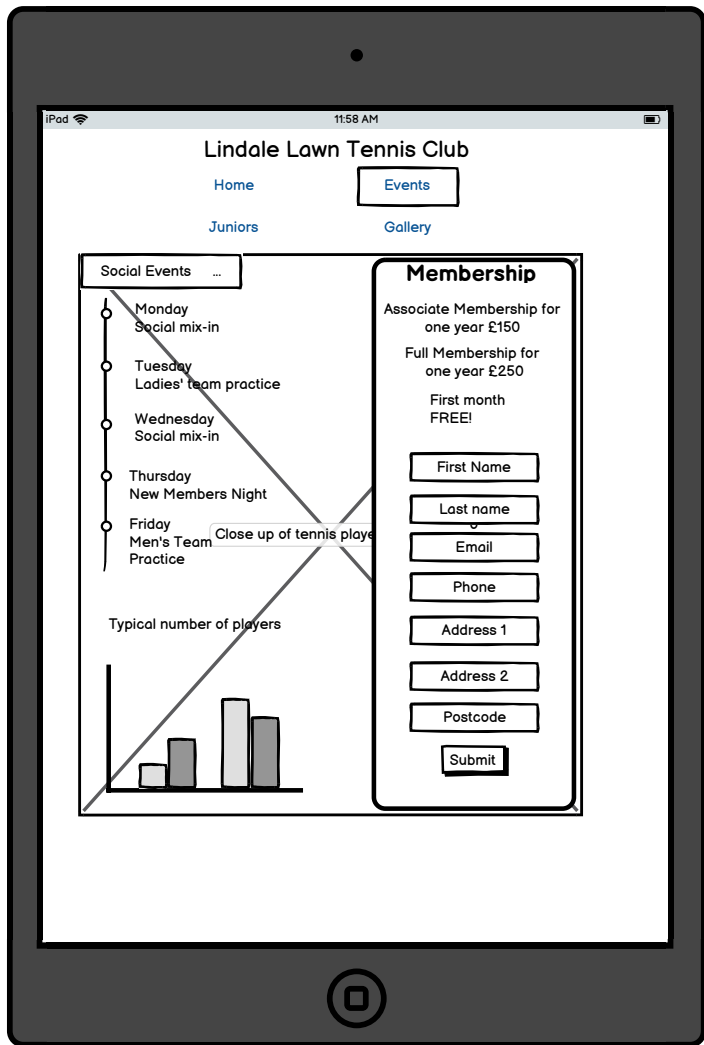 iPad
11:58 AM
Lindale Lawn Tennis Club
Home
Events
Juniors
Gallery
Social Events ...
Monday
Social mix-in
Tuesday
Ladies' team practice
Wednesday
Social mix-in
Thursday
New Members Night
Friday
Men's Team
Practice
Close up of tennis playe
Typical number of players
Membership
Associate Membership for
one year £150
Full Membership for
one year £250
First month
FREE!
First Name
Last name
Email
Phone
Address 1
Address 2
Postcode
Submit